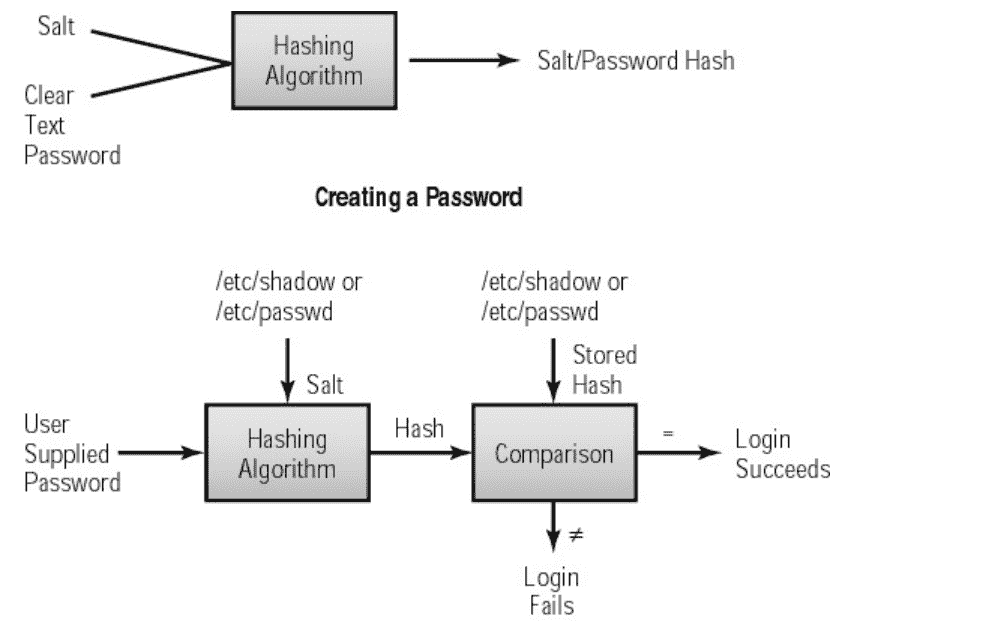 Salt
Hashing
Algorithm
Salt/Password Hash
Clear
Text
Password
Creating a Password
/etc/shadow or
/etc/passwd
/etc/shadow or
/etc/passwd
Salt
Stored
Hash
User
Supplied
Password
Hashing
Algorithm
Hash
Comparison
=
Login
Succeeds
≠
Login
Fails